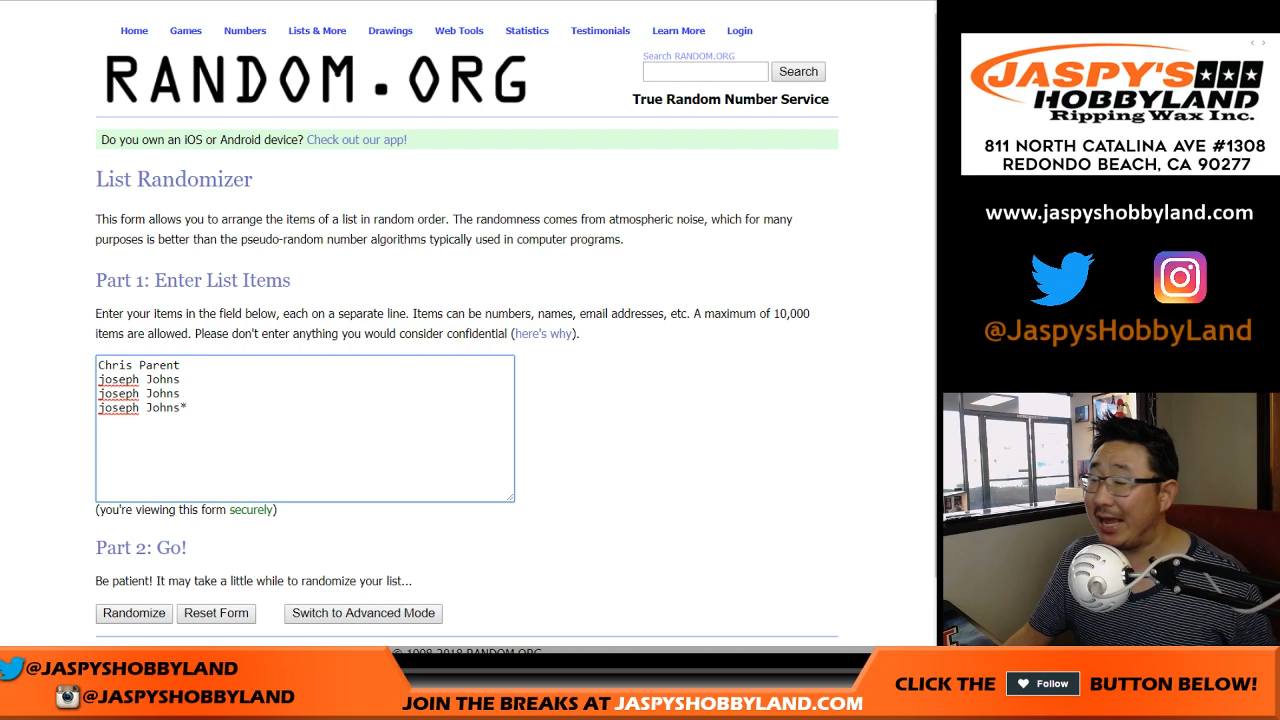 Home Games Numbers Lists & More Drawings Web Tools Statistics Testimonials Learn More Login
RANDOM.ORG
Search RANDOM.ORG
Search
True Random Number Service
Do you own an iOS or Android device? Check out our app!
List Randomizer
This form allows you to arrange the items of a list in random order. The randomness comes from atmospheric noise, which for many
purposes is better than the pseudo-random number algorithms typically used in computer programs.
Part 1: Enter List Items
Enter your items in the field below, each on a separate line. Items can be numbers, names, email addresses, etc. A maximum of 10,000
items are allowed. Please don't enter anything you would consider confidential (here's why).
Chris Parent
joseph Johns
joseph Johns
joseph Johns*
(you're viewing this form securely)
Part 2: Go!
Be patient! It may take a little while to randomize your list...
Randomize Reset Form Switch to Advanced Mode
© 1998-2018 RANDOM.ORG
JASPY'S
HOBBYLAND
Ripping Wax Inc.
811 NORTH CATALINA AVE #1308
REDONDO BEACH, CA 90277
www.jaspyshobbyland.com
@JaspysHobbyLand
@JASPYSHOBBYLAND
@JASPYSHOBBYLAND
JOIN THE BREAKS AT JASPYSHOBBYLAND.COM
CLICK THE Follow BUTTON BELOW!